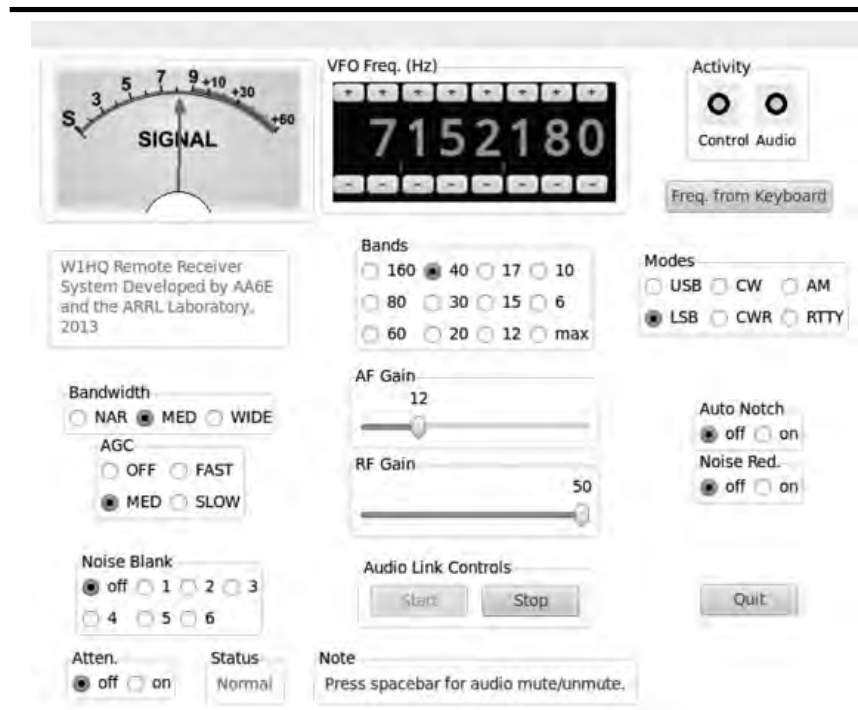 VFO Freq. (Hz)
Activity
S 3 5 7 9 +10 +30 +60
SIGNAL
+ + + + + + + +
7152180
- - - - - - - -
Control Audio
Freq. from Keyboard
W1HQ Remote Receiver
System Developed by AA6E
and the ARRL Laboratory,
2013
Bands
160 40 17 10
80 30 15 6
60 20 12 max
Modes
USB CW AM
LSB CWR RTTY
Bandwidth
NAR MED WIDE
AGC
OFF FAST
MED SLOW
AF Gain
12
RF Gain
50
Auto Notch
off on
Noise Red.
off on
Noise Blank
off 1 2 3
4 5 6
Audio Link Controls
Start Stop
Quit
Atten.
off on
Status
Normal
Note
Press spacebar for audio mute/unmute.